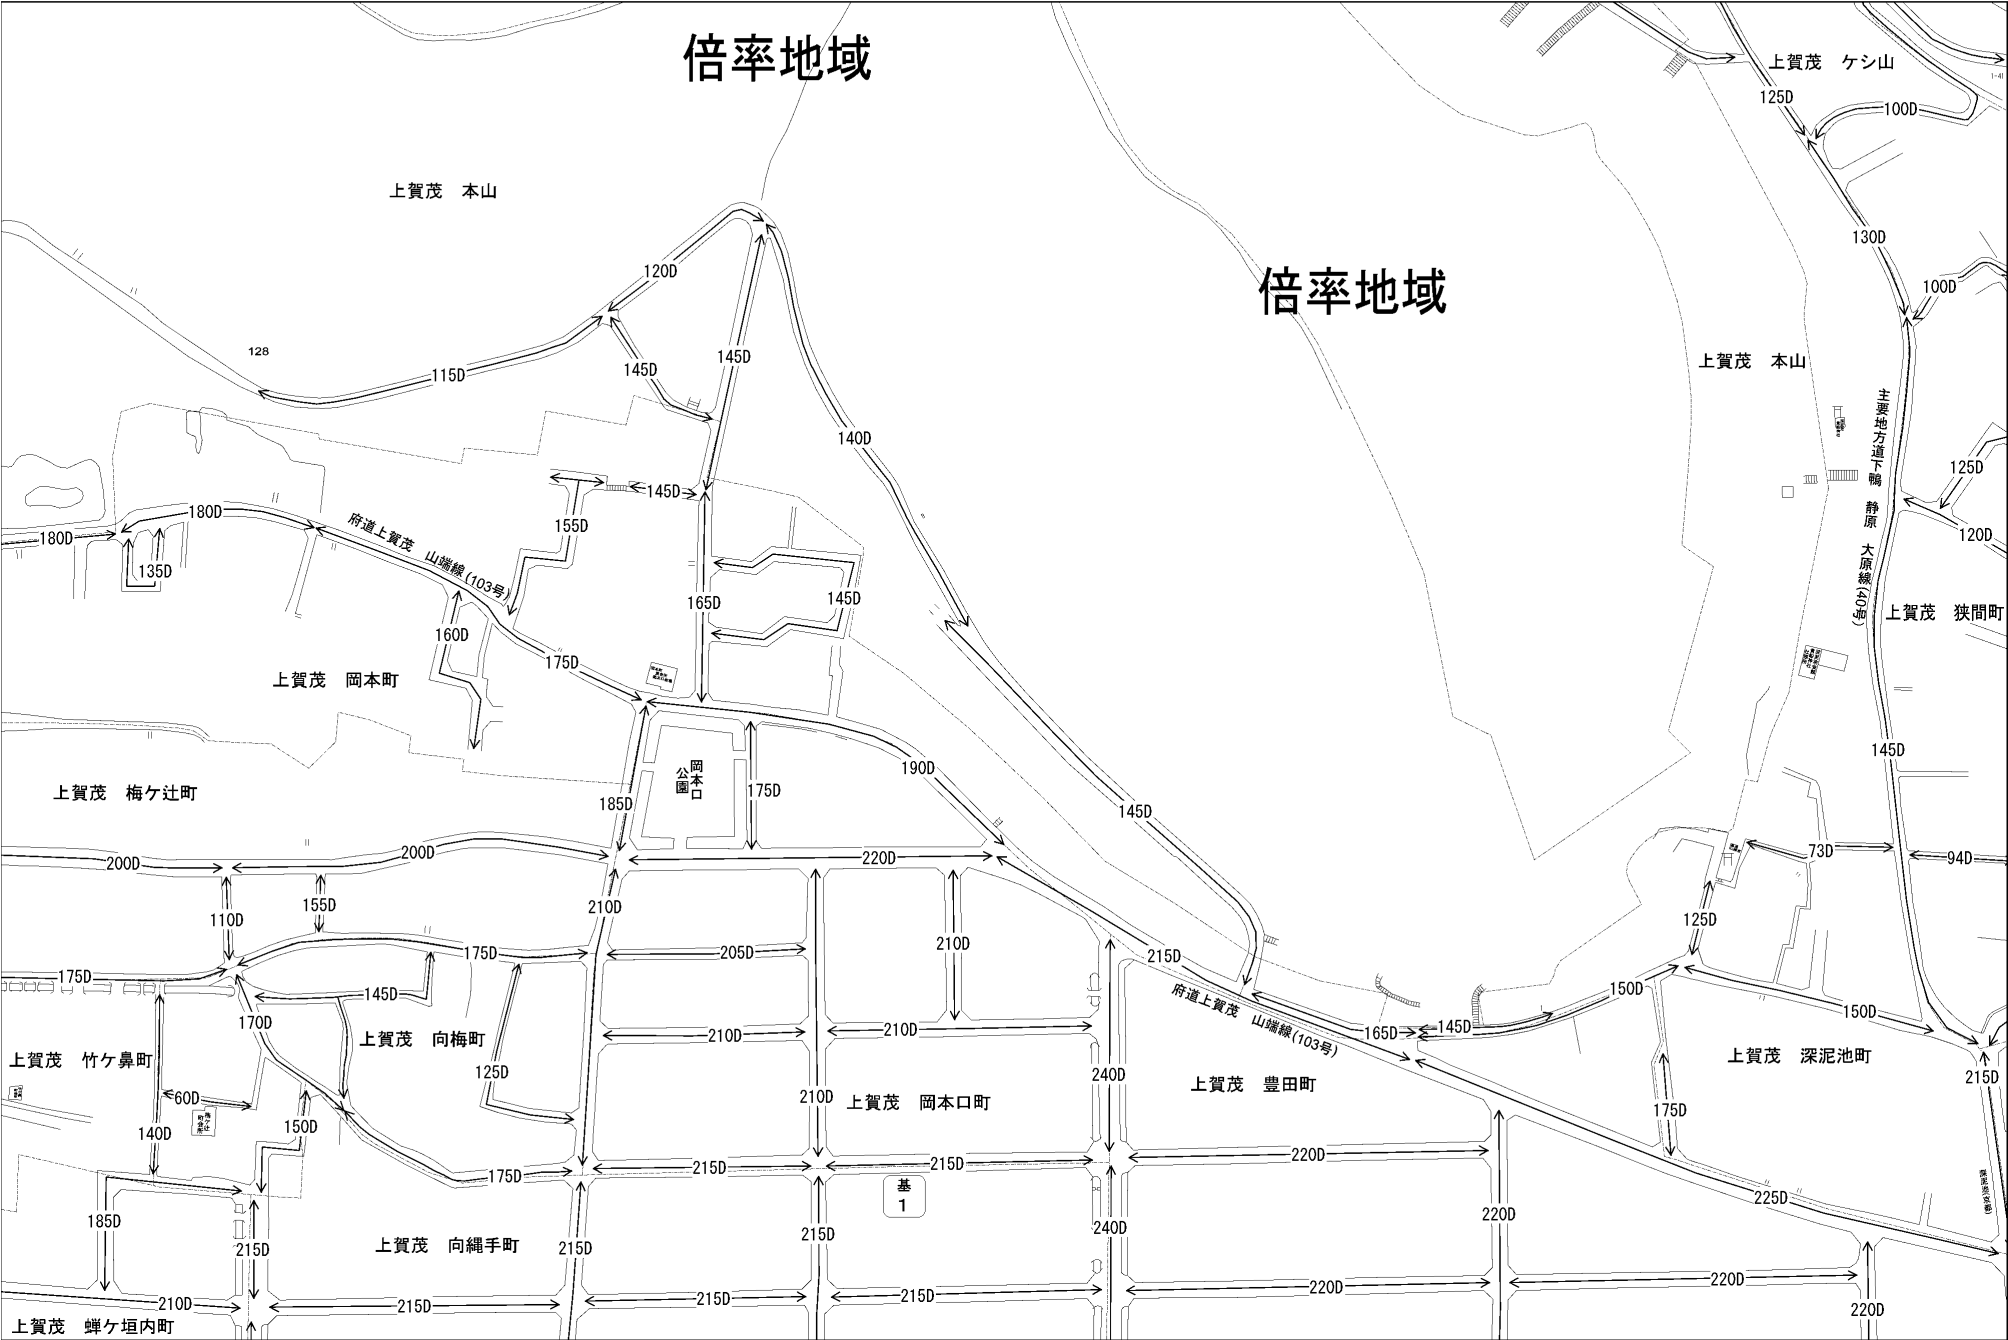 倍率地域
上賀茂　ケシ山
1-41
125D
100D
上賀茂　本山
130D
120D
倍率地域
100D
128
115D
145D
145D
上賀茂　本山
主要地方道下鴨　静原　大原線(40号)
140D
145D
125D
155D
180D
180D
府道上賀茂　山端線(103号)
120D
135D
165D
145D
上賀茂　狭間町
160D
175D
上賀茂　岡本町
145D
190D
岡本口
公園
175D
上賀茂　梅ケ辻町
185D
145D
200D
200D
220D
73D
94D
110D
155D
210D
125D
175D
175D
205D
210D
215D
145D
150D
府道上賀茂　山端線(103号)
150D
170D
上賀茂　向梅町
210D
210D
165D
145D
上賀茂　竹ケ鼻町
125D
240D
上賀茂　豊田町
上賀茂　深泥池町
215D
60D
210D
上賀茂　岡本口町
梅ケ辻
町会所
140D
150D
175D
175D
215D
215D
220D
基
1
225D
185D
215D
上賀茂　向縄手町
215D
215D
240D
220D
210D
215D
215D
215D
220D
220D
220D
上賀茂　蝉ケ垣内町